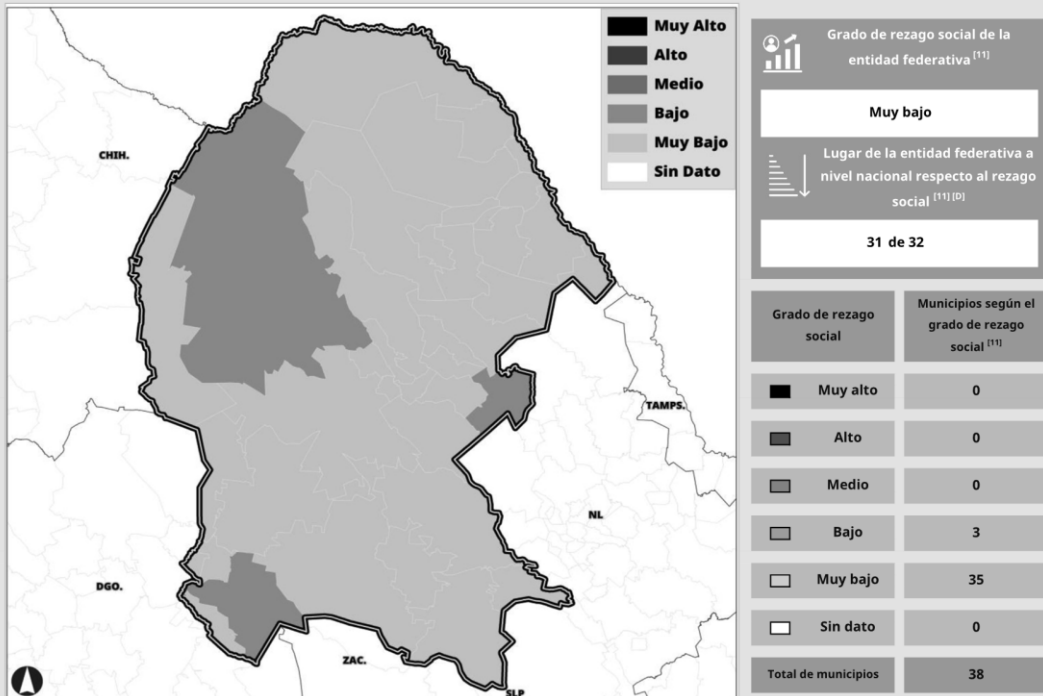 Muy Alto
Alto
Medio
Bajo
Muy Bajo
Sin Dato
CHIH.
TAMPS.
NL
DGO.
ZAC.
SLP
Grado de rezago social de la
entidad federativa [11]
Muy bajo
Lugar de la entidad federativa a
nivel nacional respecto al rezago
social [11] [D]
31 de 32
Grado de rezago
social
Municipios según el
grado de rezago
social [11]
Muy alto 0
Alto 0
Medio 0
Bajo 3
Muy bajo 35
Sin dato 0
Total de municipios 38